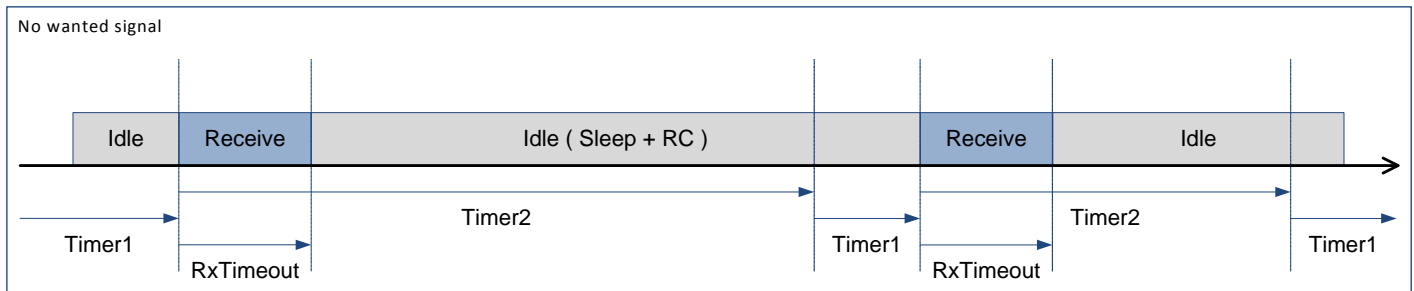 No wanted signal
Idle
Receive
Idle ( Sleep + RC )
Receive
Idle
Timer2
Timer2
Timer1
Timer1
Timer1
RxTimeout
RxTimeout